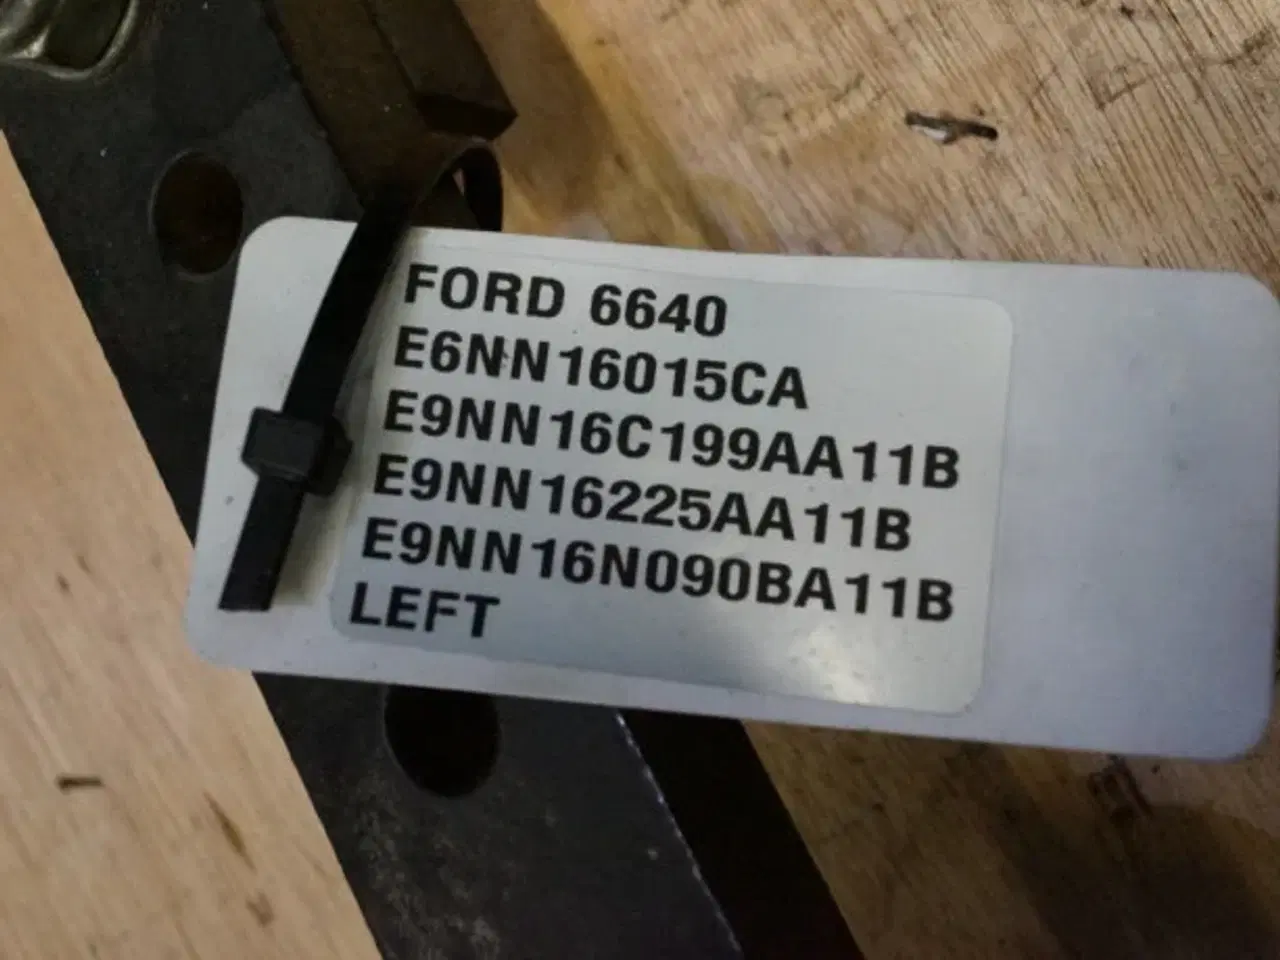 FORD 6640
E6NN16015CA
E9NN16C199AA11B
E9NN16225AA11B
E9NN16N090BA11B
LEFT